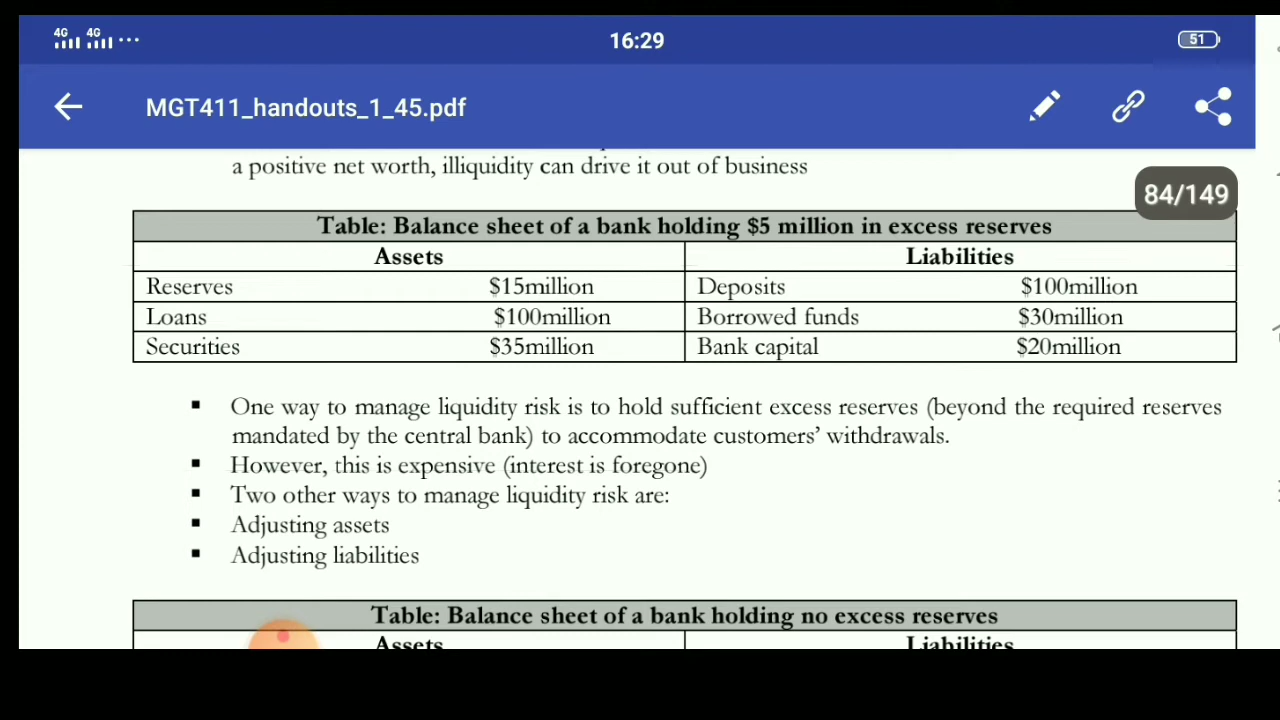 4G 4G
16:29
51
MGT411_handouts_1_45.pdf
a positive net worth, illiquidity can drive it out of business
84/149
Table: Balance sheet of a bank holding $5 million in excess reserves
Assets Liabilities
Reserves $15million Deposits $100million
Loans $100million Borrowed funds $30million
Securities $35million Bank capital $20million
▪ One way to manage liquidity risk is to hold sufficient excess reserves (beyond the required reserves
mandated by the central bank) to accommodate customers’ withdrawals.
▪ However, this is expensive (interest is foregone)
▪ Two other ways to manage liquidity risk are:
▪ Adjusting assets
▪ Adjusting liabilities
Table: Balance sheet of a bank holding no excess reserves
Assets Liabilities